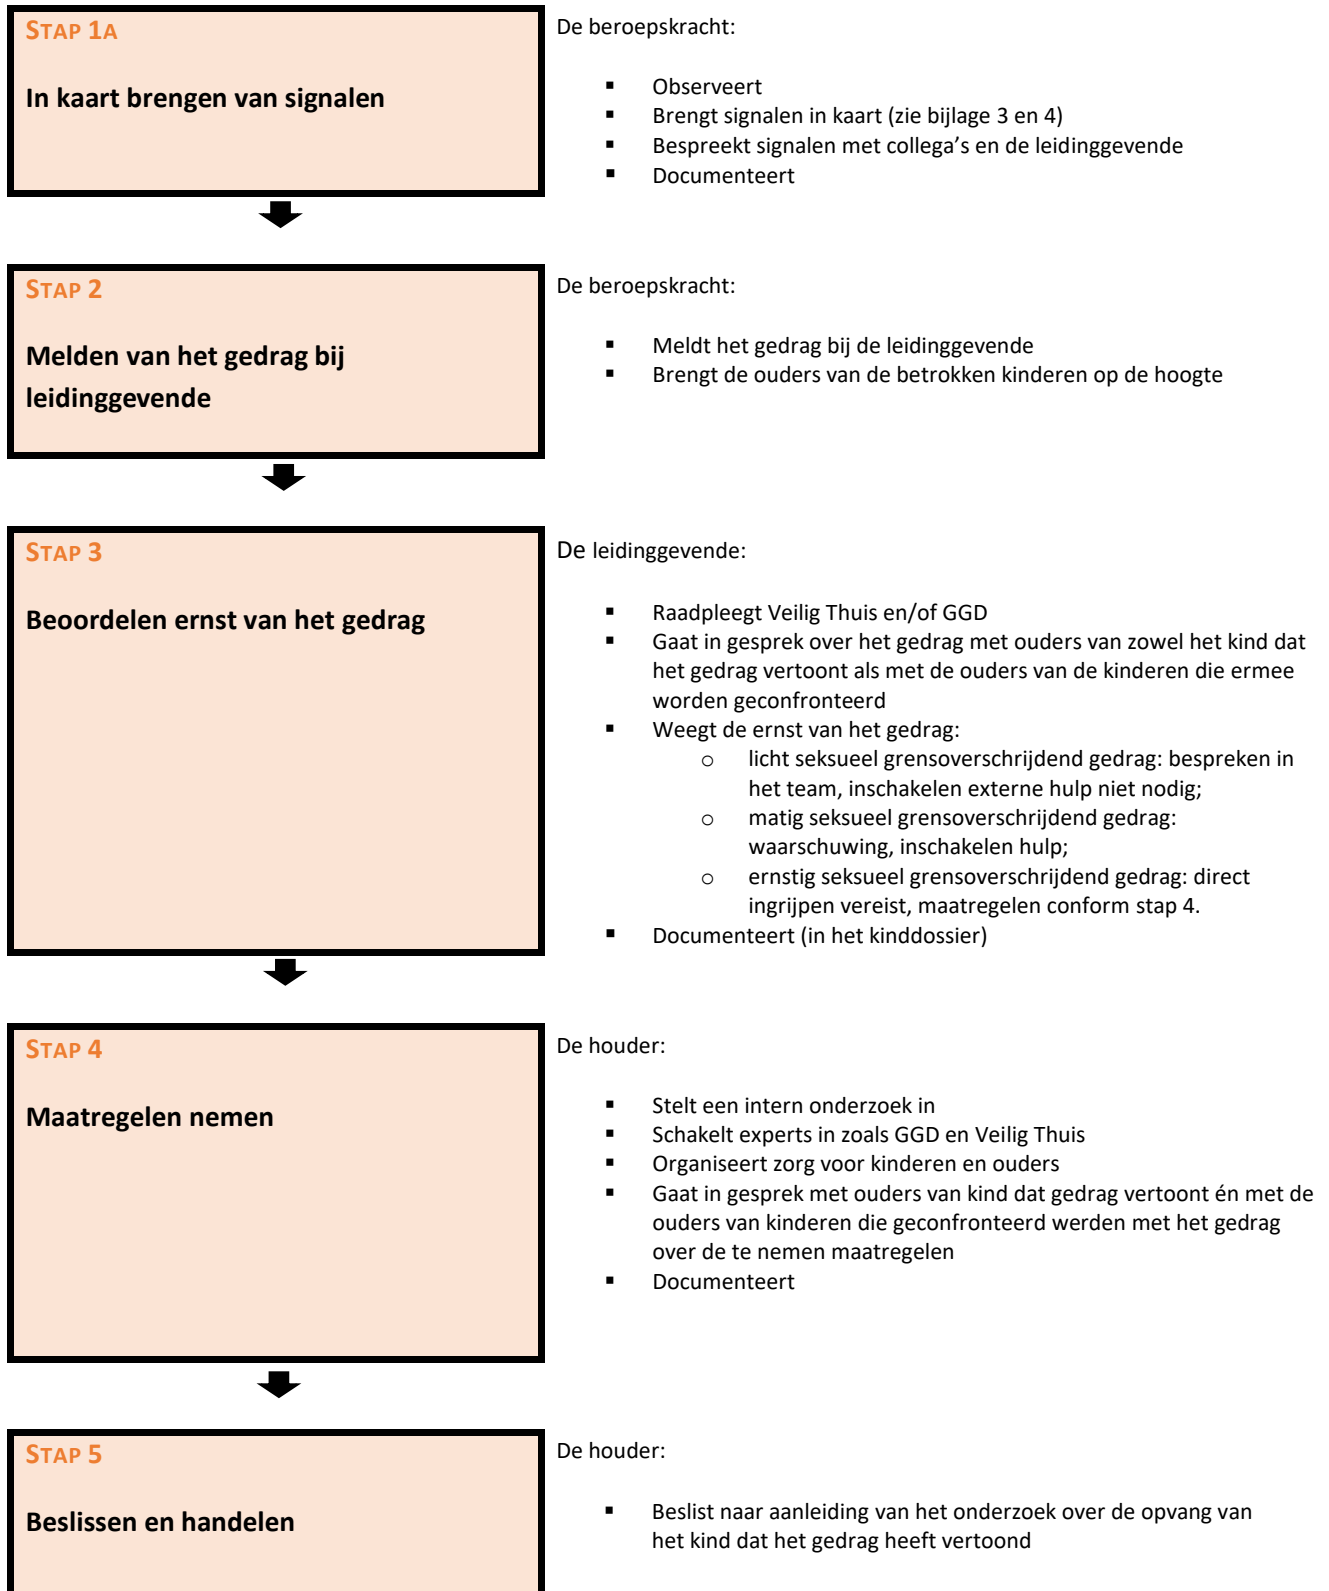 STAP 1A
In kaart brengen van signalen
De beroepskracht:
▪ Observeert
▪ Brengt signalen in kaart (zie bijlage 3 en 4)
▪ Bespreekt signalen met collega's en de leidinggevende
▪ Documenteert
STAP 2
Melden van het gedrag bij
leidinggevende
De beroepskracht:
▪ Meldt het gedrag bij de leidinggevende
▪ Brengt de ouders van de betrokken kinderen op de hoogte
STAP 3
Beoordelen ernst van het gedrag
De leidinggevende:
▪ Raadpleegt Veilig Thuis en/of GGD
▪ Gaat in gesprek over het gedrag met ouders van zowel het kind dat
het gedrag vertoont als met de ouders van de kinderen die ermee
worden geconfronteerd
▪ Weegt de ernst van het gedrag:
o licht seksueel grensoverschrijdend gedrag: bespreken in
het team, inschakelen externe hulp niet nodig;
o matig seksueel grensoverschrijdend gedrag:
waarschuwing, inschakelen hulp;
o ernstig seksueel grensoverschrijdend gedrag: direct
ingrijpen vereist, maatregelen conform stap 4.
▪ Documenteert (in het kinddossier)
STAP 4
Maatregelen nemen
De houder:
▪ Stelt een intern onderzoek in
▪ Schakelt experts in zoals GGD en Veilig Thuis
▪ Organiseert zorg voor kinderen en ouders
▪ Gaat in gesprek met ouders van kind dat gedrag vertoont én met de
ouders van kinderen die geconfronteerd werden met het gedrag
over de te nemen maatregelen
▪ Documenteert
STAP 5
Beslissen en handelen
De houder:
▪ Beslist naar aanleiding van het onderzoek over de opvang van
het kind dat het gedrag heeft vertoond